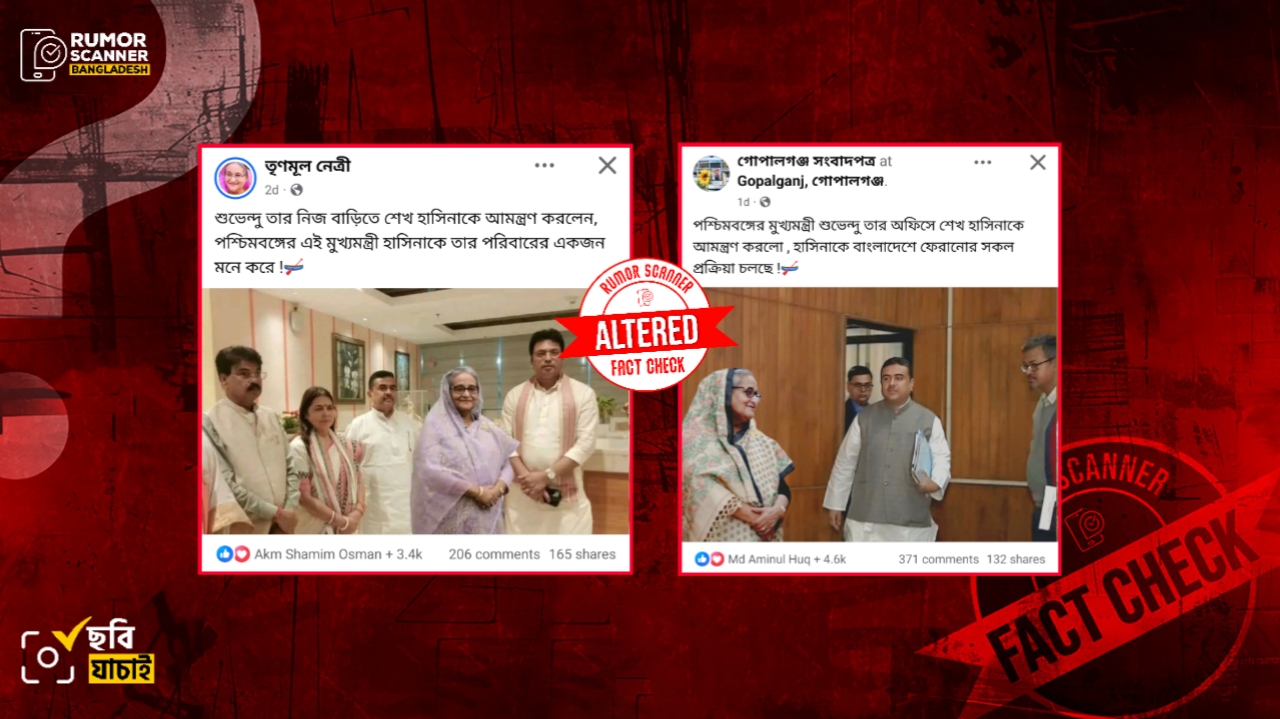 RUMOR
SCANNER
BANGLADESH
তৃণমূল নেত্রী
2d
শুভেন্দু তার নিজ বাড়িতে শেখ হাসিনাকে আমন্ত্রণ করলেন,
পশ্চিমবঙ্গের এই মুখ্যমন্ত্রী হাসিনাকে তার পরিবারের একজন
মনে করে !
Akm Shamim Osman + 3.4k 206 comments 165 shares
গোপালগঞ্জ সংবাদপত্র at
Gopalganj, গোপালগঞ্জ.
1d
পশ্চিমবঙ্গের মুখ্যমন্ত্রী শুভেন্দু তার অফিসে শেখ হাসিনাকে
আমন্ত্রণ করলো , হাসিনাকে বাংলাদেশে ফেরানোর সকল
প্রক্রিয়া চলছে !
Md Aminul Huq + 4.6k 371 comments 132 shares
RUMOR SCANNER
ALTERED
FACT CHECK
SCANNER
FACT CHECK
ছবি
যাচাই